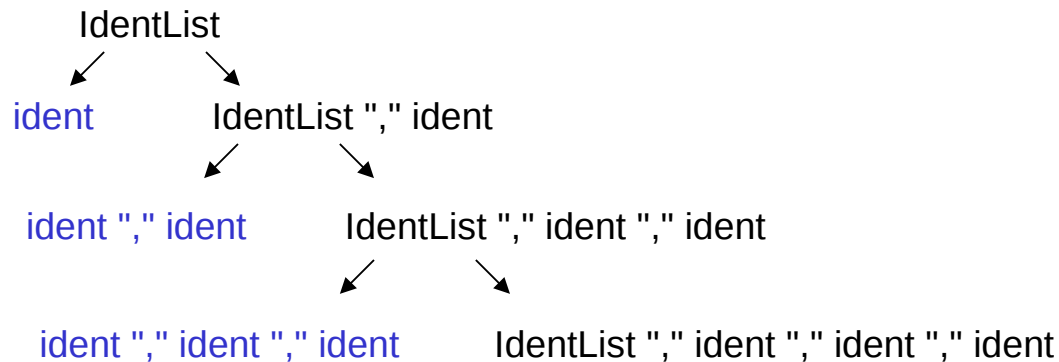 IdentList
ident IdentList "," ident
ident "," ident IdentList "," ident "," ident
ident "," ident "," ident IdentList "," ident "," ident "," ident